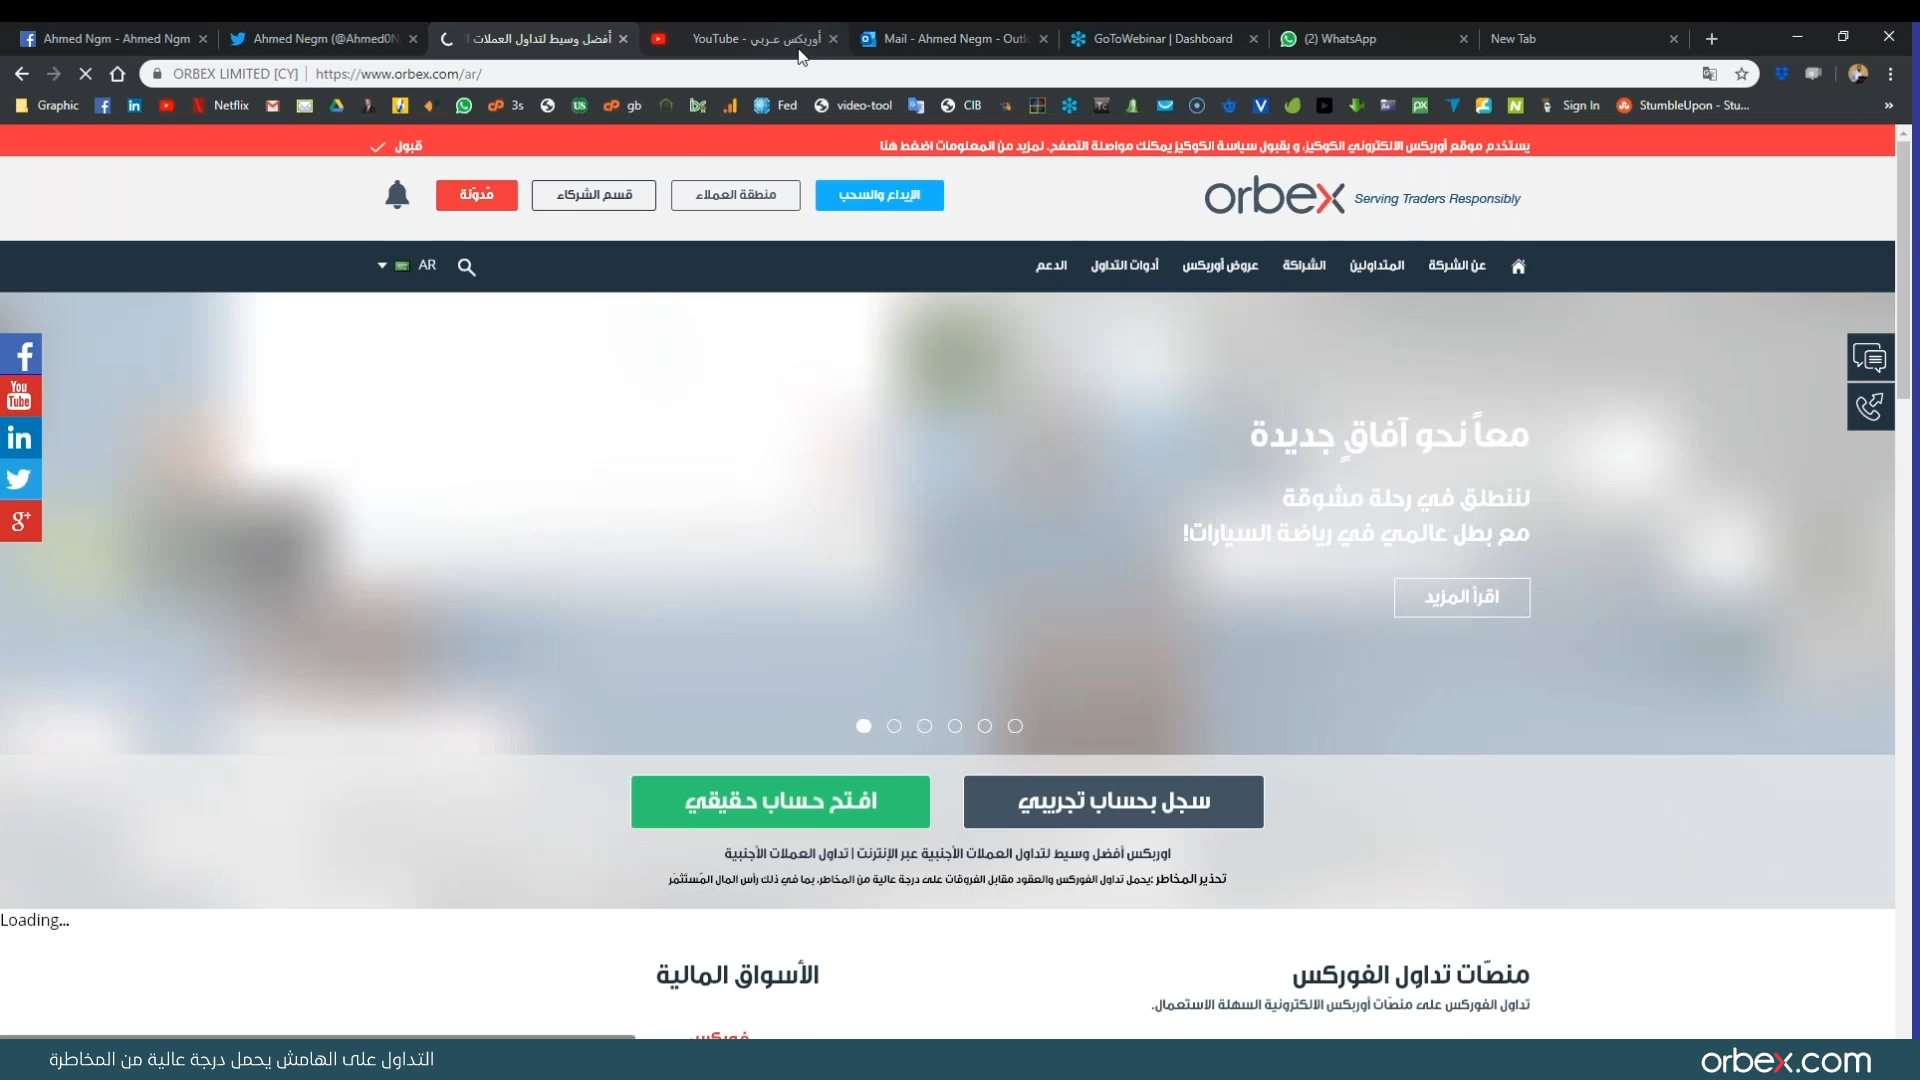 Ahmed Ngm - Ahmed Ngm
Ahmed Negm (@Ahmed0N
أفضل وسيط لتداول العملات
أوربكس عربي - YouTube
Mail - Ahmed Negm - Outl
GoToWebinar | Dashboard
(2) WhatsApp
New Tab
ORBEX LIMITED [CY]
https://www.orbex.com/ar/
Graphic
Netflix
3s
gb
Fed
video-tool
CIB
Sign In
StumbleUpon - Stu...
يستخدم موقع أوربكس الالكتروني الكوكيز، و بقبول سياسة الكوكيز يمكنك مواصلة التصفح. لمزيد من المعلومات اضغط هنا
قبول
orbex Serving Traders Responsibly
الإيداع والسحب
منطقة العملاء
قسم الشركاء
مُدوّنة
عن الشركة
المتداولين
الشراكة
عروض أوربكس
أدوات التداول
الدعم
AR
You Tube
معاً نحو آفاقٍ جديدة
لننطلق في رحلة مشوقة
مع بطل عالمي في رياضة السيارات!
اقرأ المزيد
سجل بحساب تجريبي
افتح حساب حقيقي
اوربكس أفضل وسيط لتداول العملات الأجنبية عبر الإنترنت | تداول العملات الأجنبية
تحذير المخاطر :يحمل تداول الفوركس والعقود مقابل الفروقات على درجة عالية من المخاطر، بما في ذلك رأس المال المُستَثمَر
Loading...
منصّات تداول الفوركس
الأسواق المالية
تداول الفوركس على منصّات أوربكس الالكترونية السهلة الاستعمال.
فوركس
التداول على الهامش يحمل درجة عالية من المخاطرة
orbex.com